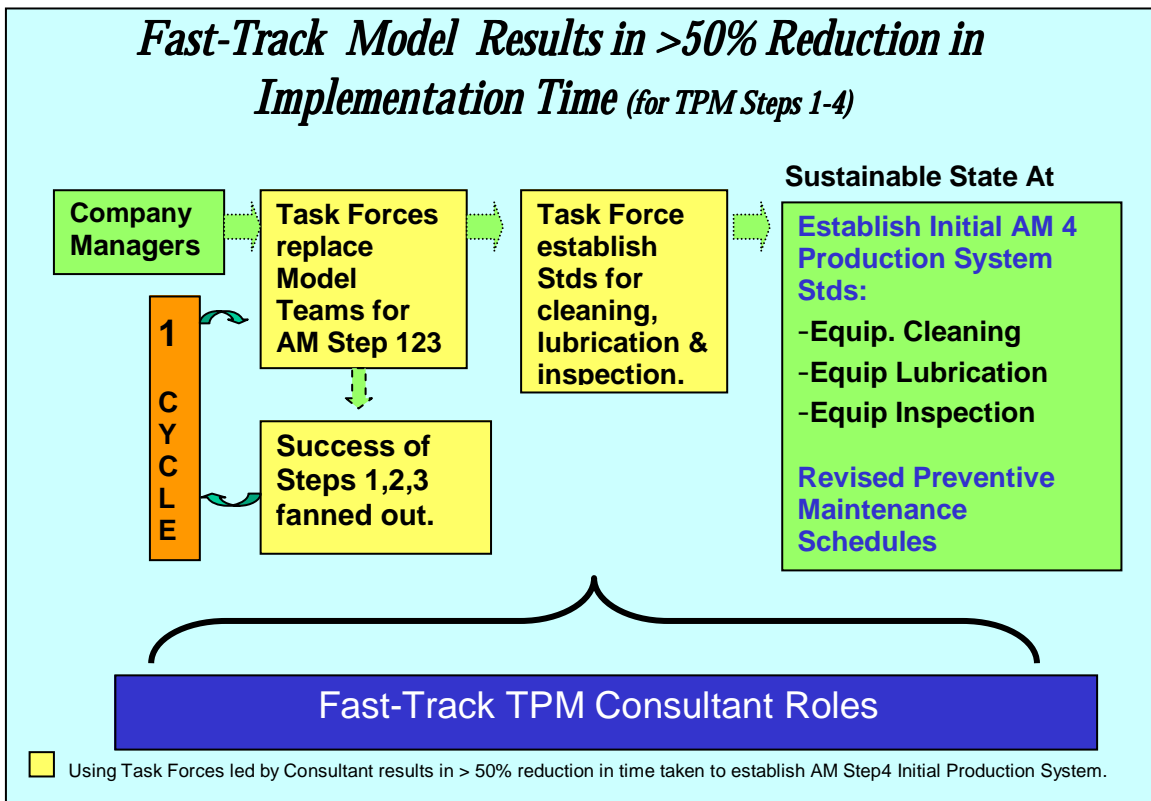 Fast-Track Model Results in >50% Reduction in
Implementation Time (for TPM Steps 1-4)
Company
Managers
Task Forces
replace
Model
Teams for
AM Step 123
Task Force
establish
Stds for
cleaning,
lubrication &
inspection.
Sustainable State At
Establish Initial AM 4
Production System
Stds:
-Equip. Cleaning
-Equip Lubrication
-Equip Inspection
Revised Preventive
Maintenance
Schedules
1
C
Y
C
L
E
Success of
Steps 1,2,3
fanned out.
Fast-Track TPM Consultant Roles
Using Task Forces led by Consultant results in > 50% reduction in time taken to establish AM Step4 Initial Production System.